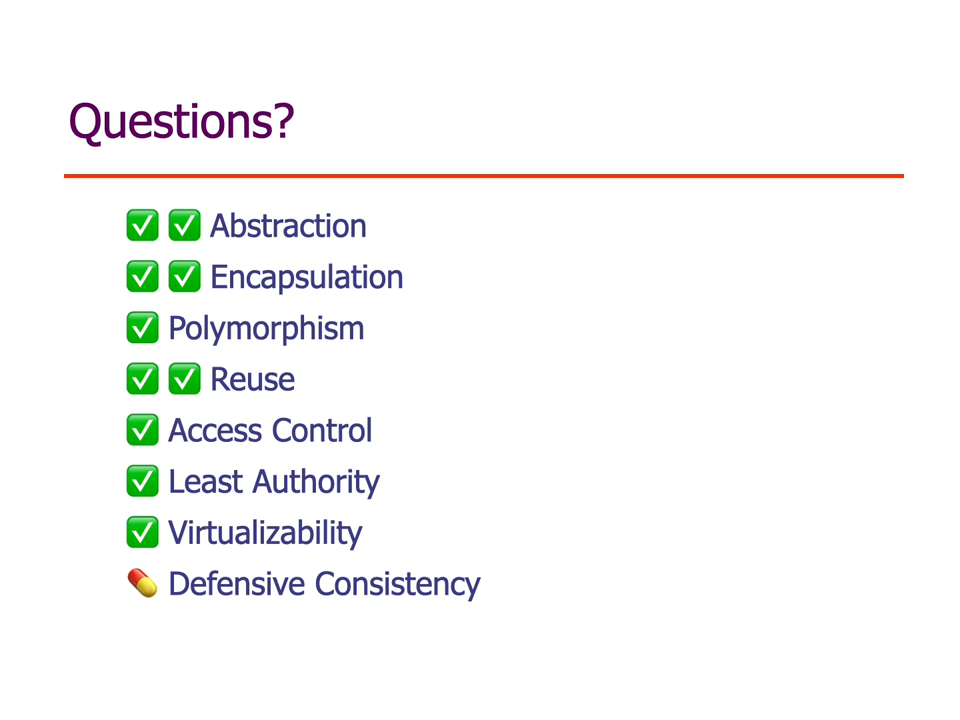 Questions?
✅ ✅ Abstraction
✅ ✅ Encapsulation
✅ Polymorphism
✅ ✅ Reuse
✅ Access Control
✅ Least Authority
✅ Virtualizability
💊 Defensive Consistency